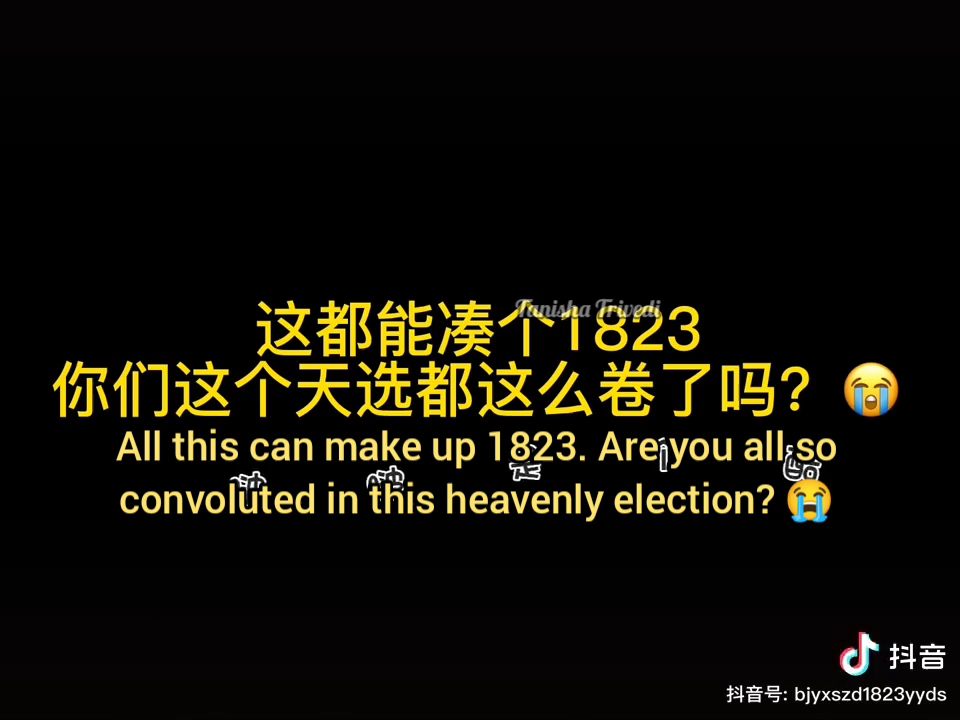 Tanisha Trivedi
这都能凑个1823
你们这个天选都这么卷了吗？😭
All this can make up 1823. Are you all so
convoluted in this heavenly election? 😭
抖音
抖音号: bjyxszd1823yyds